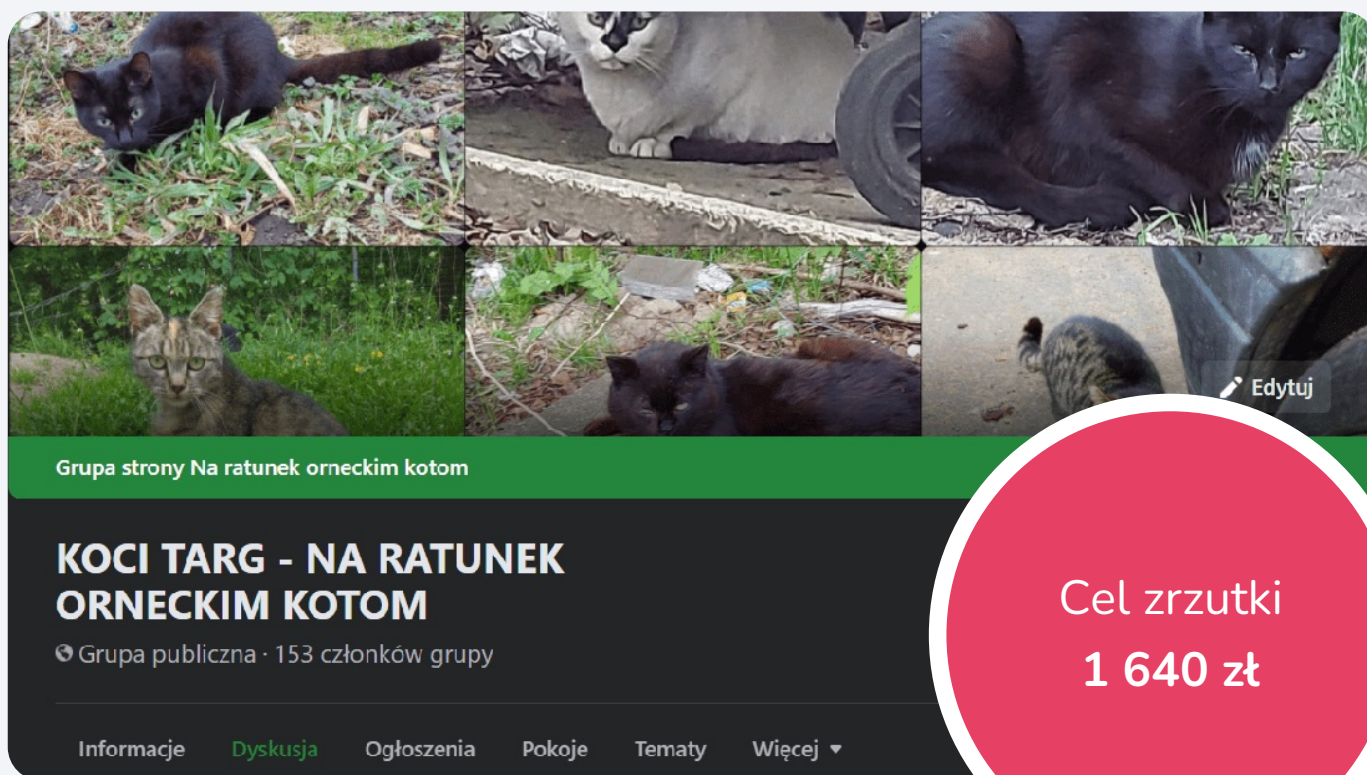 Edytuj
Grupa strony Na ratunek orneckim kotom
KOCI TARG - NA RATUNEK
ORNECKIM KOTOM
Grupa publiczna · 153 członków grupy
Informacje Dyskusja Ogłoszenia Pokoje Tematy Więcej
Cel zrzutki
1 640 zł